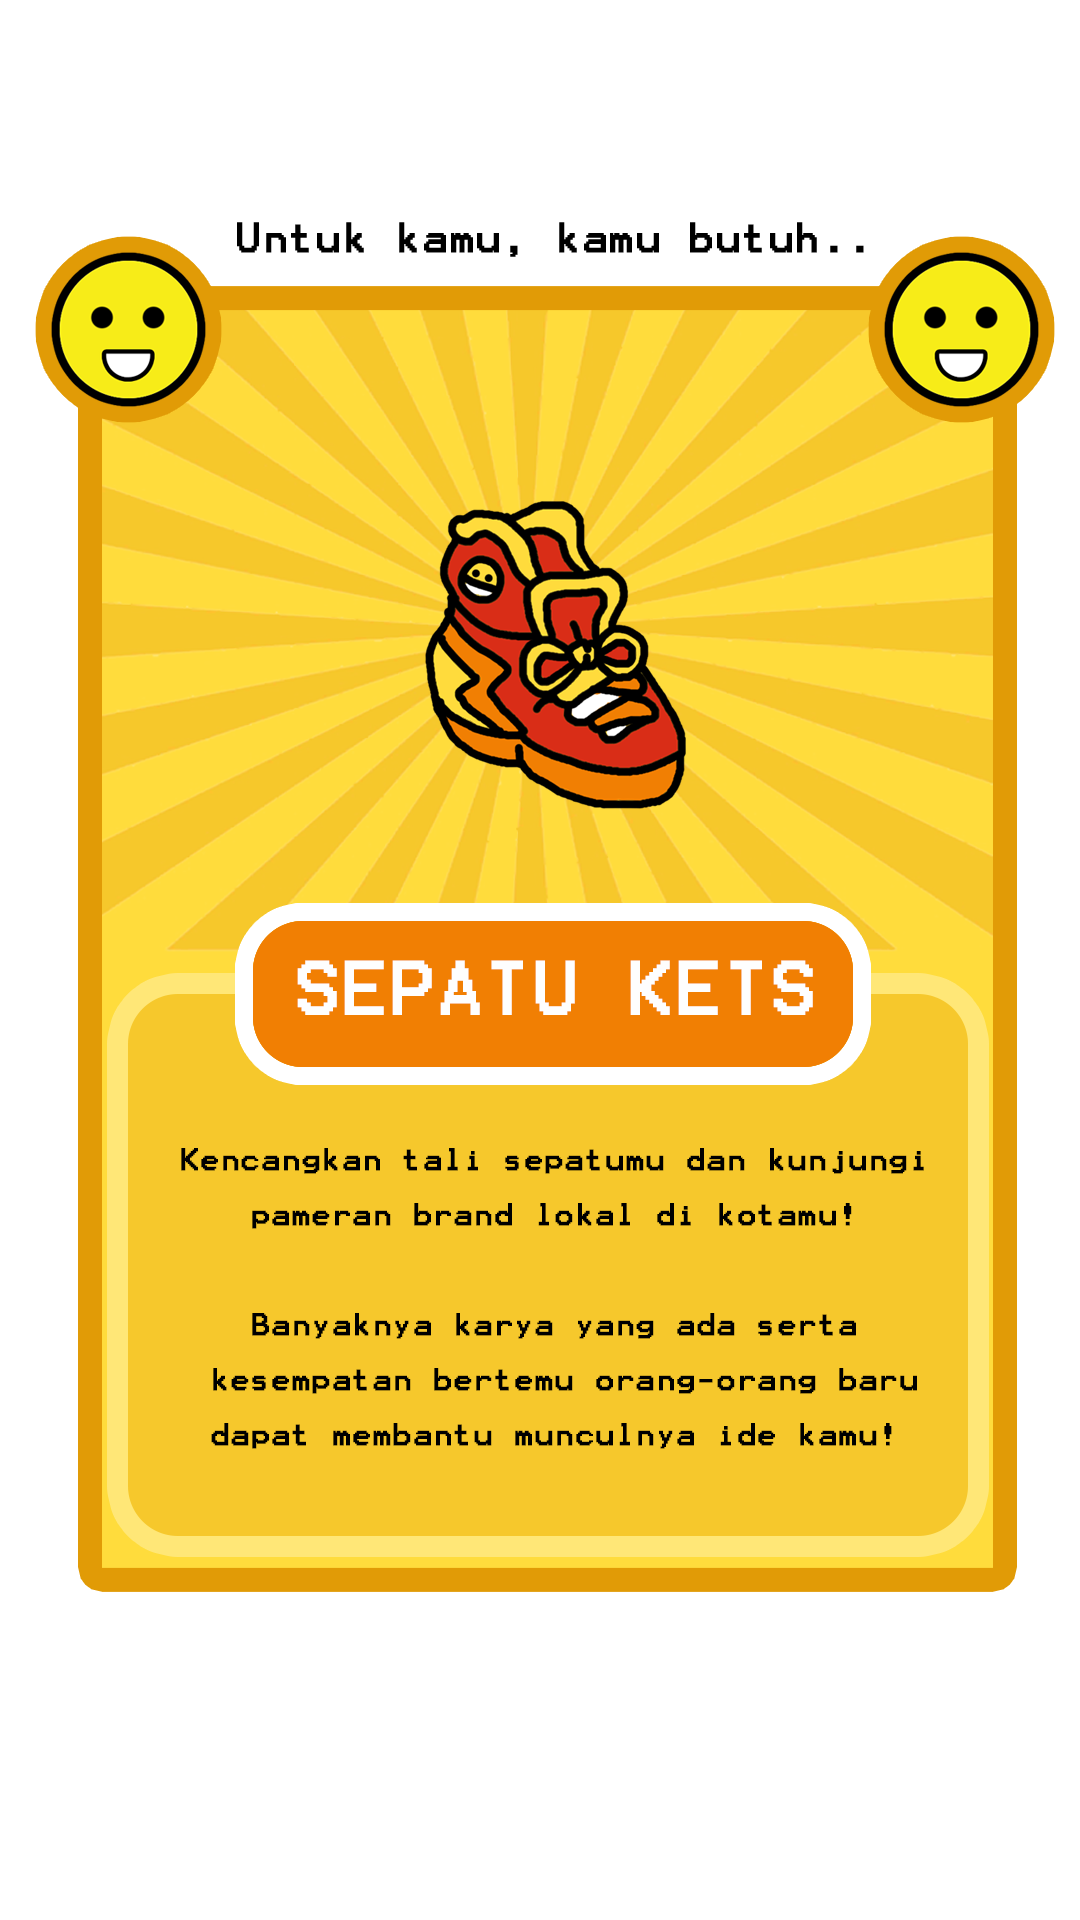 Untuk kamu, kamu butuh..
SEPATU KETS
Kencangkan tali sepatumu dan kunjungi
pameran brand lokal di kotamu!
Banyaknya karya yang ada serta
kesempatan bertemu orang-orang baru
dapat membantu munculnya ide kamu!